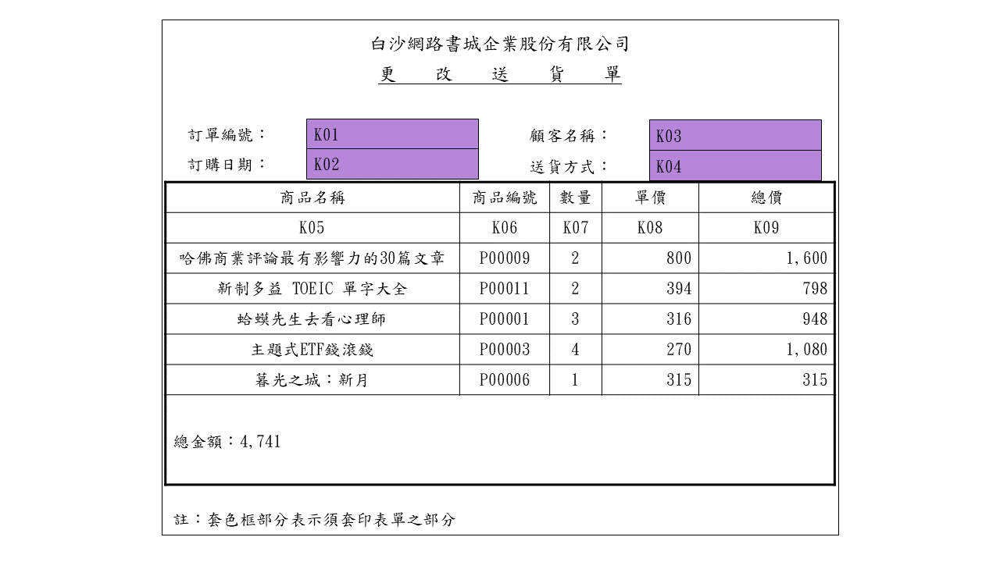 白沙網路書城企業股份有限公司
更 改 送 貨 單
訂單編號： K01 顧客名稱： K03
訂購日期： K02 送貨方式： K04
商品名稱 商品編號 數量 單價 總價
K05 K06 K07 K08 K09
哈佛商業評論最有影響力的30篇文章 P00009 2 800 1,600
新制多益 TOEIC 單字大全 P00011 2 394 798
蛤蟆先生去看心理師 P00001 3 316 948
主題式ETF錢滾錢 P00003 4 270 1,080
暮光之城：新月 P00006 1 315 315
總金額：4,741
註：套色框部分表示須套印表單之部分